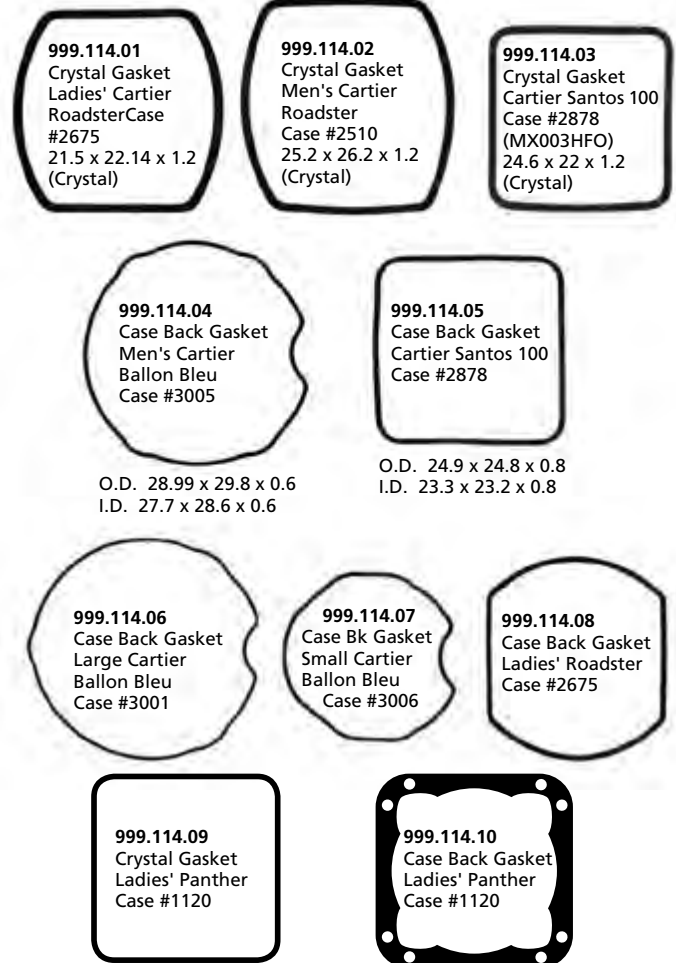 999.114.01
Crystal Gasket
Ladies' Cartier
RoadsterCase
#2675
21.5 x 22.14 x 1.2
(Crystal)
999.114.02
Crystal Gasket
Men's Cartier
Roadster
Case #2510
25.2 x 26.2 x 1.2
(Crystal)
999.114.03
Crystal Gasket
Cartier Santos 100
Case #2878
(MX003HFO)
24.6 x 22 x 1.2
(Crystal)
999.114.04
Case Back Gasket
Men's Cartier
Ballon Bleu
Case #3005
O.D. 28.99 x 29.8 x 0.6
I.D. 27.7 x 28.6 x 0.6
999.114.05
Case Back Gasket
Cartier Santos 100
Case #2878
O.D. 24.9 x 24.8 x 0.8
I.D. 23.3 x 23.2 x 0.8
999.114.06
Case Back Gasket
Large Cartier
Ballon Bleu
Case #3001
999.114.07
Case Bk Gasket
Small Cartier
Ballon Bleu
Case #3006
999.114.08
Case Back Gasket
Ladies' Roadster
Case #2675
999.114.09
Crystal Gasket
Ladies' Panther
Case #1120
999.114.10
Case Back Gasket
Ladies' Panther
Case #1120